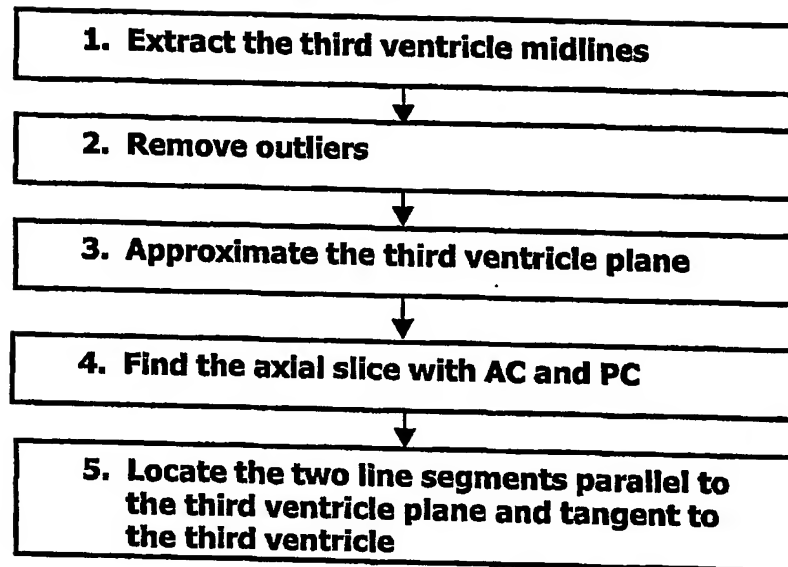 1. Extract the third ventricle midlines
2. Remove outliers
3. Approximate the third ventricle plane
4. Find the axial slice with AC and PC
5. Locate the two line segments parallel to
the third ventricle plane and tangent to
the third ventricle